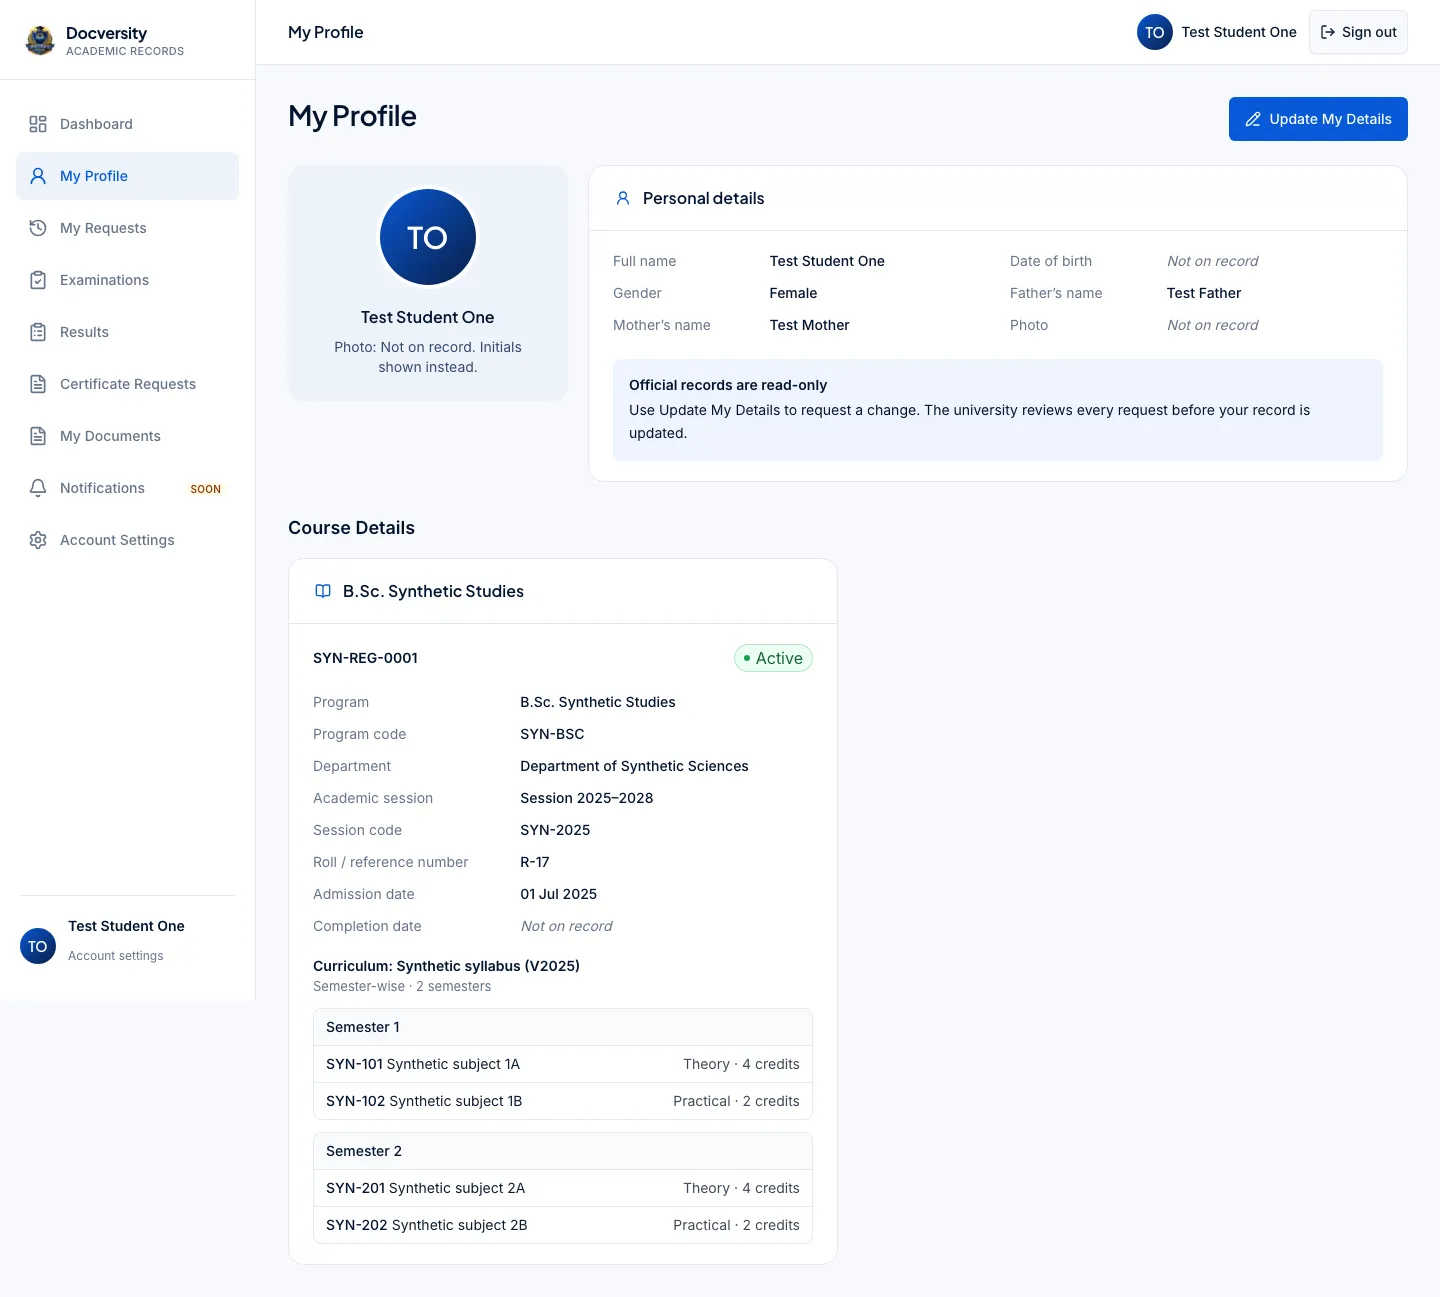 Docversity
ACADEMIC RECORDS
My Profile
TO Test Student One
Sign out
Dashboard
My Profile
My Requests
Examinations
Results
Certificate Requests
My Documents
Notifications SOON
Account Settings
Test Student One
TO
Account settings
My Profile
Update My Details
TO
Test Student One
Photo: Not on record. Initials
shown instead.
Personal details
Full name Test Student One Date of birth Not on record
Gender Female Father’s name Test Father
Mother’s name Test Mother Photo Not on record
Official records are read-only
Use Update My Details to request a change. The university reviews every request before your record is
updated.
Course Details
B.Sc. Synthetic Studies
SYN-REG-0001 Active
Program B.Sc. Synthetic Studies
Program code SYN-BSC
Department Department of Synthetic Sciences
Academic session Session 2025–2028
Session code SYN-2025
Roll / reference number R-17
Admission date 01 Jul 2025
Completion date Not on record
Curriculum: Synthetic syllabus (V2025)
Semester-wise · 2 semesters
Semester 1
SYN-101 Synthetic subject 1A Theory · 4 credits
SYN-102 Synthetic subject 1B Practical · 2 credits
Semester 2
SYN-201 Synthetic subject 2A Theory · 4 credits
SYN-202 Synthetic subject 2B Practical · 2 credits